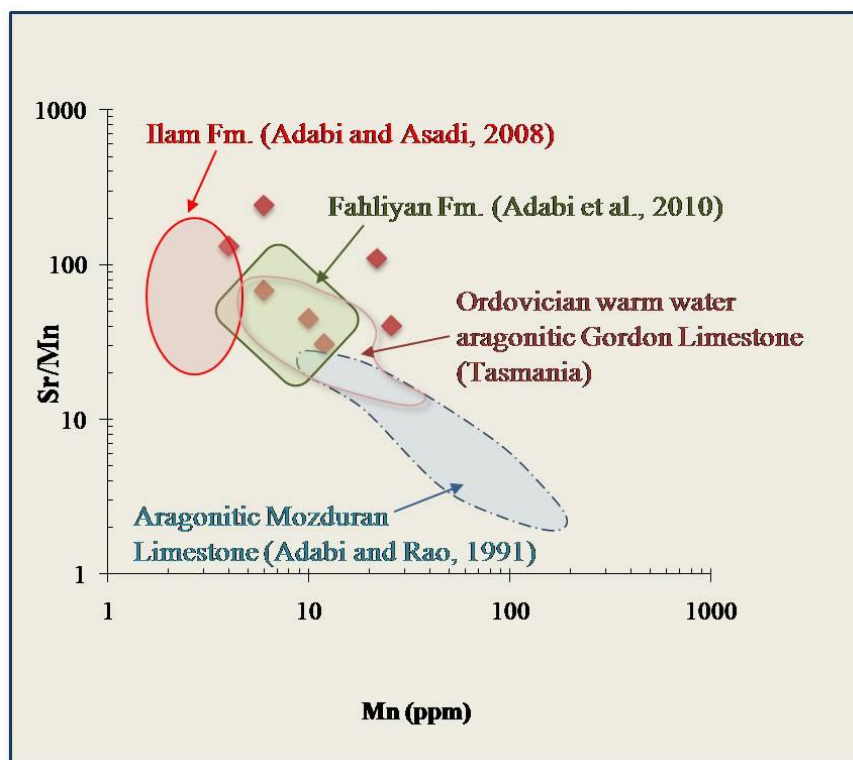 1000
Ilam Fm. (Adabi and Asadi, 2008)
Fahliyan Fm. (Adabi et al., 2010)
100
Ordovician warm water
aragonitic Gordon Limestone
(Tasmania)
Sr/Mn
10
Aragonitic Mozduran
Limestone (Adabi and Rao, 1991)
1
1 10 100 1000
Mn (ppm)